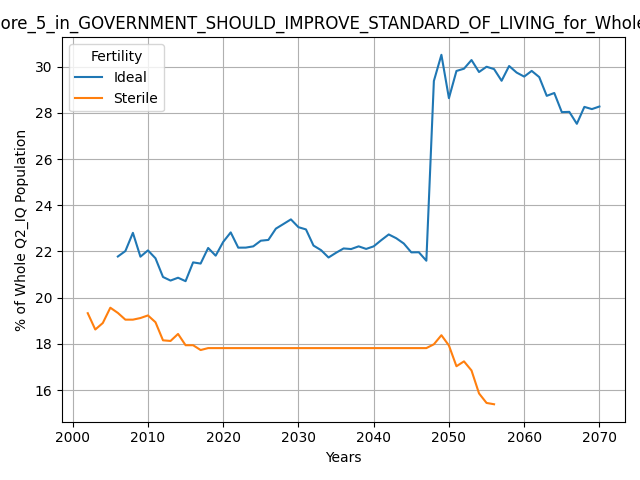 ore_5_in_GOVERNMENT_SHOULD_IMPROVE_STANDARD_OF_LIVING_for_Whole
Fertility
Ideal
Sterile
% of Whole Q2_IQ Population
30
28
26
24
22
20
18
16
2000 2010 2020 2030 2040 2050 2060 2070
Years